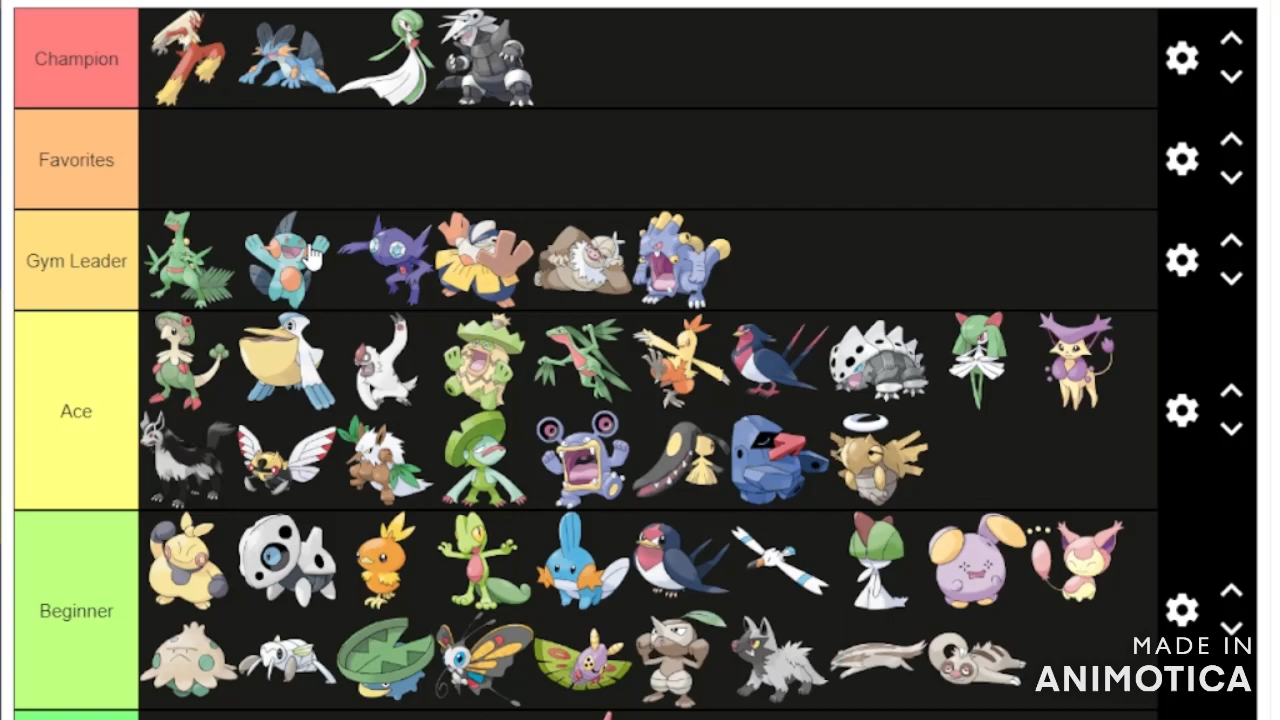 Champion
Favorites
Gym Leader
Ace
Beginner
MADE IN
ANIMOTICA